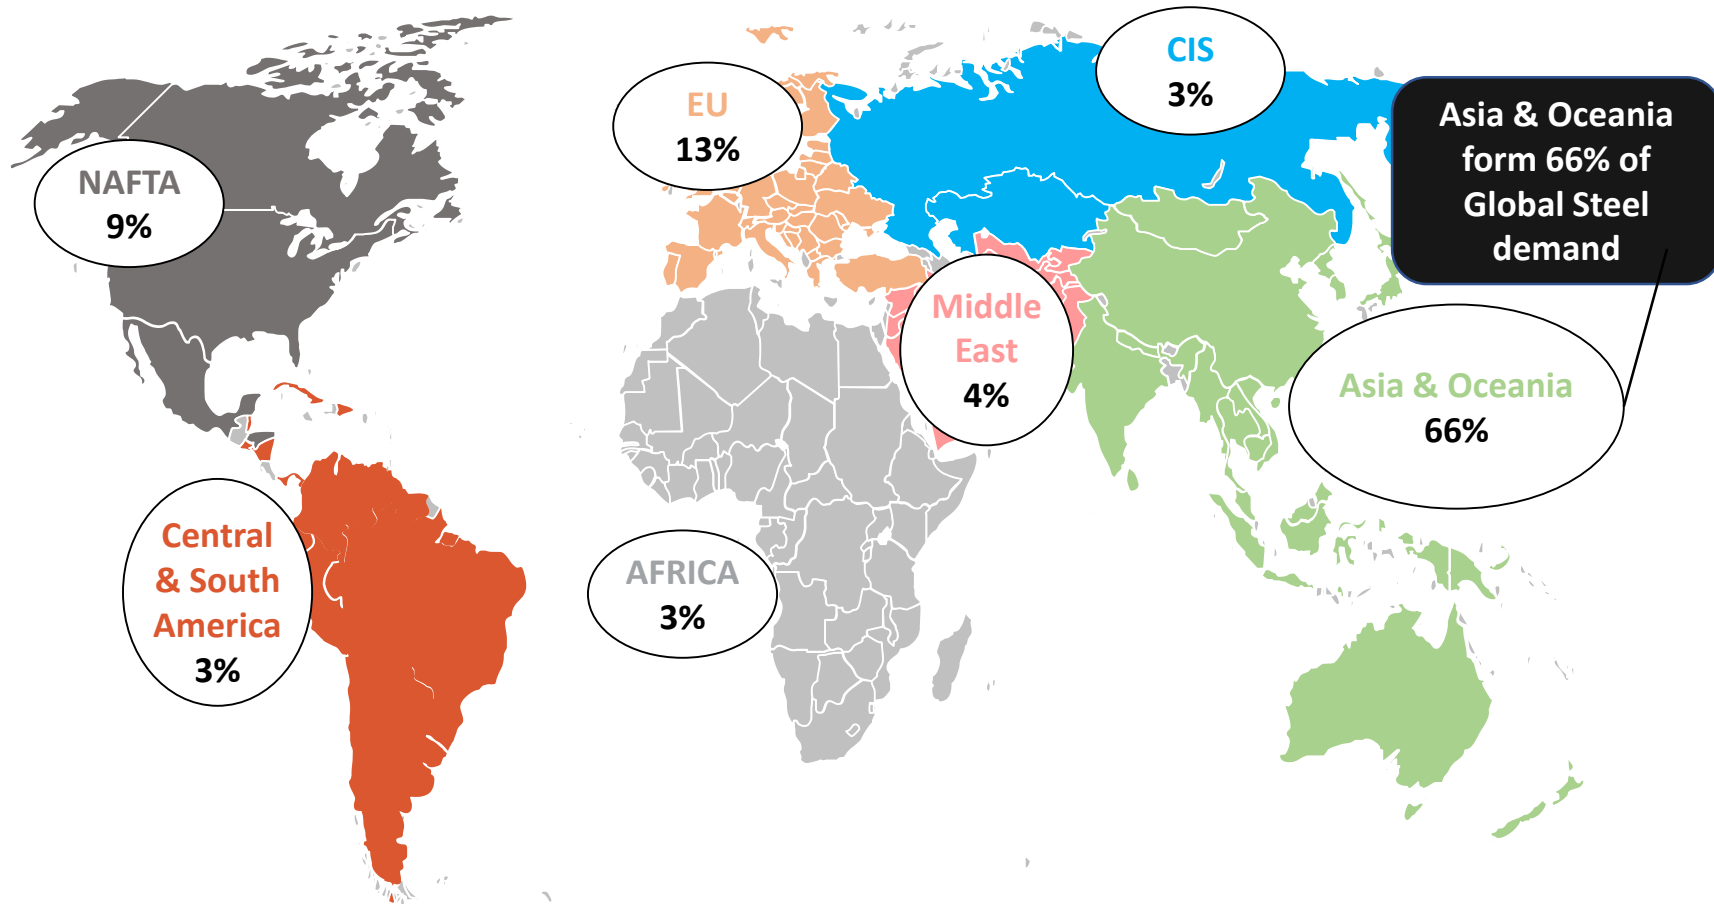 NAFTA
9%
EU
13%
CIS
3%
Asia & Oceania
form 66% of
Global Steel
demand
Middle
East
4%
Asia & Oceania
66%
Central
& South
America
3%
AFRICA
3%